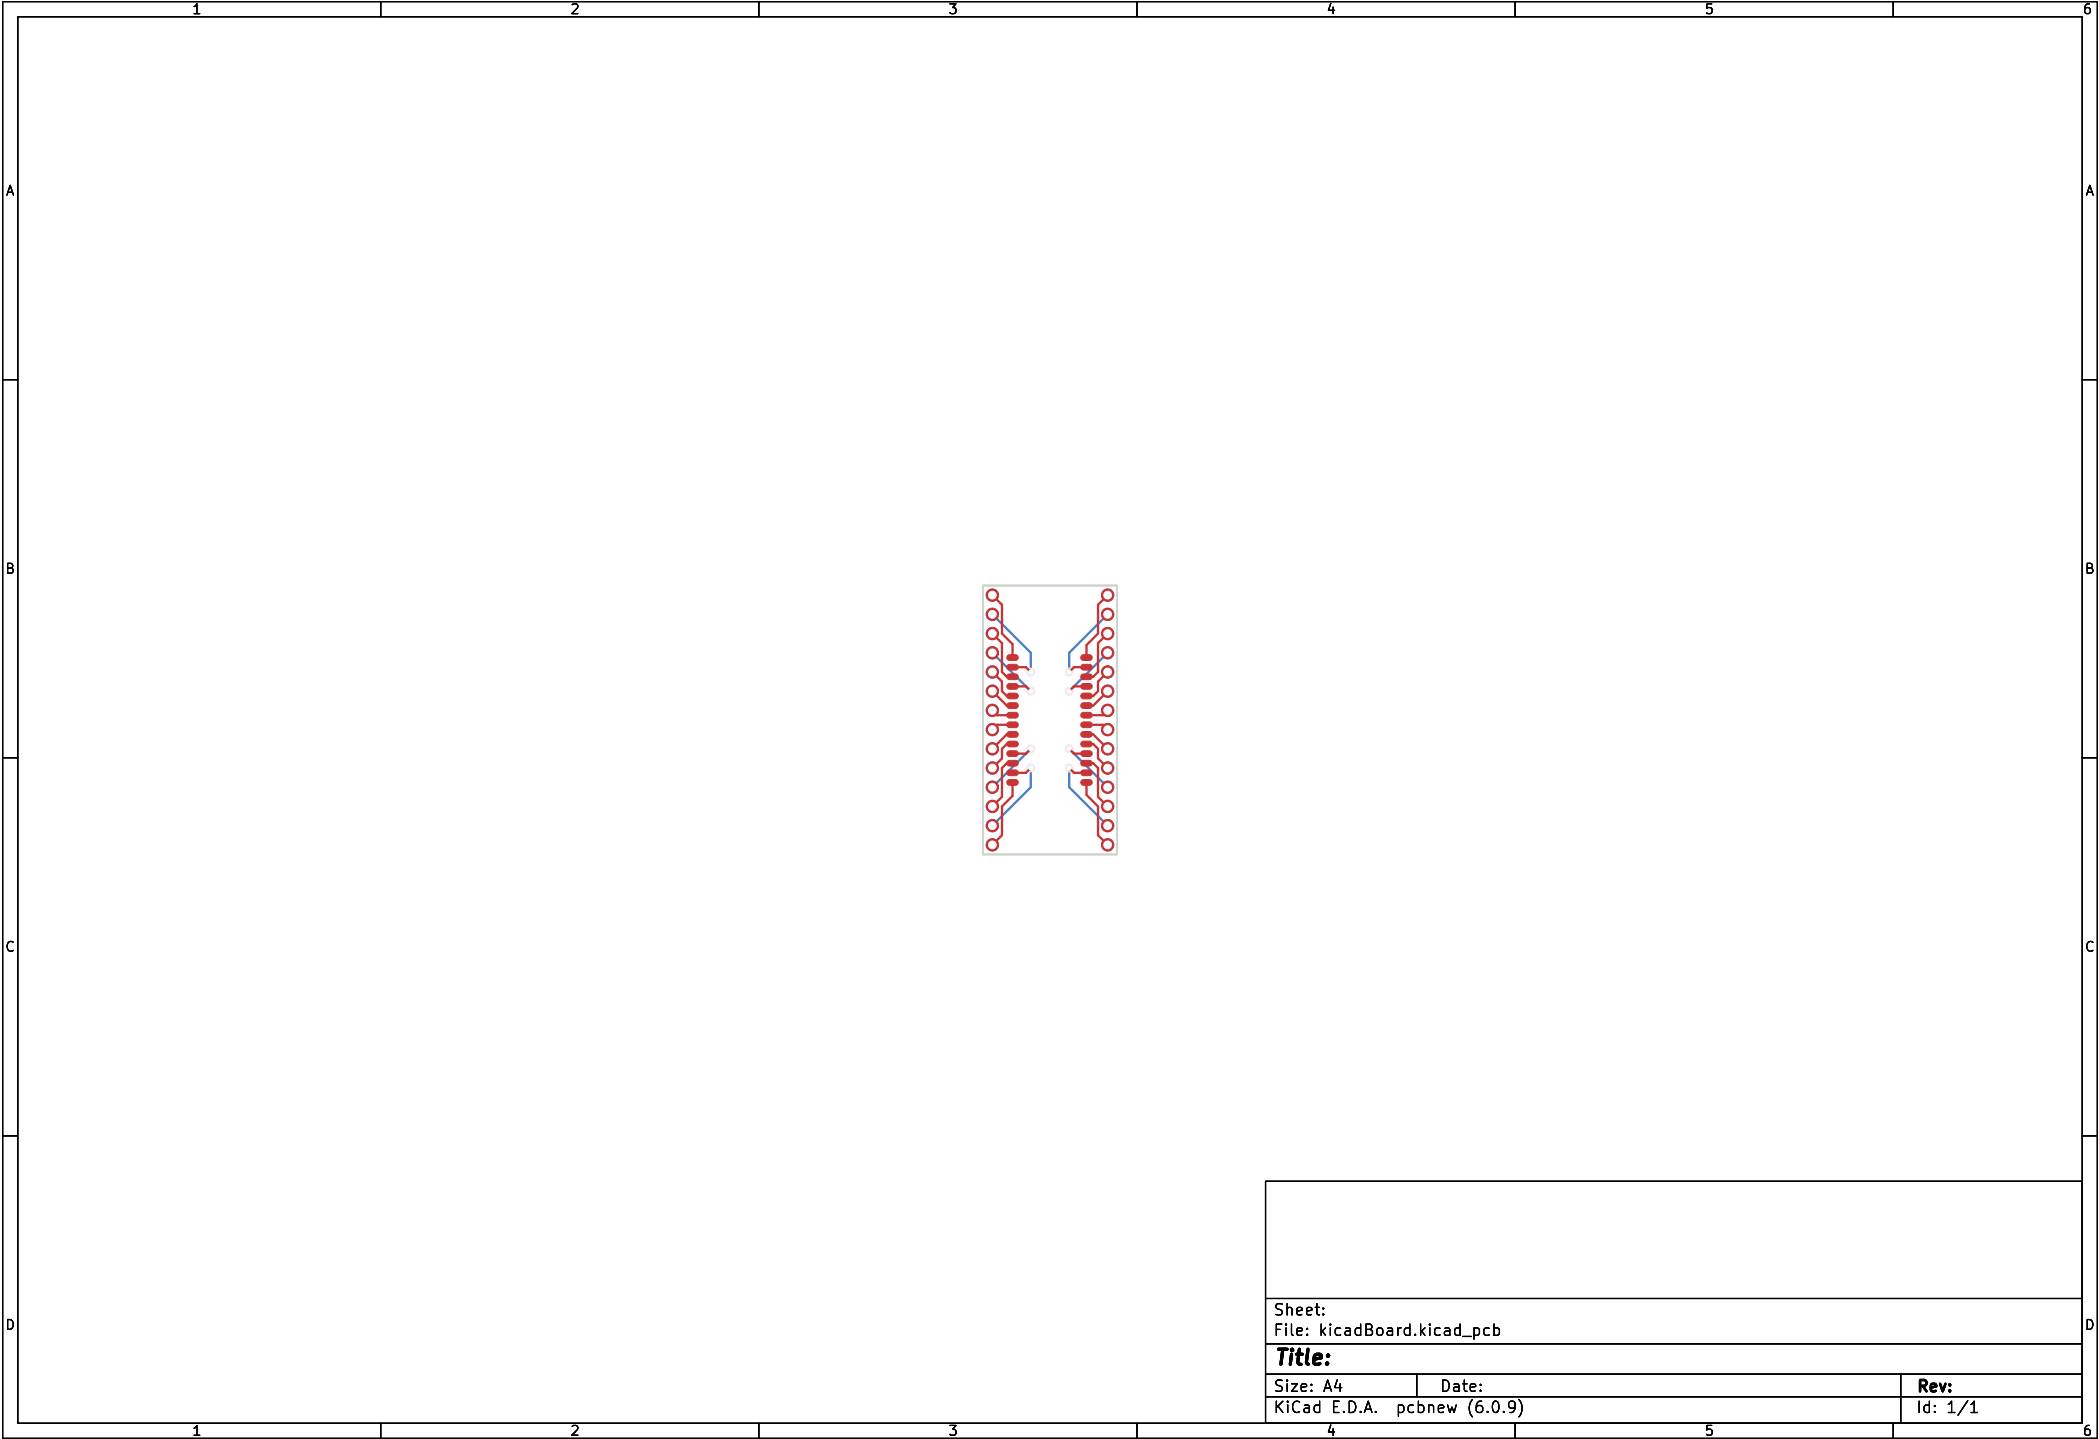 1 2 3 4 5 6
A A
B B
C C
Sheet:
File: kicadBoard.kicad_pcb
D D
Title:
Size: A4 Date: Rev:
KiCad E.D.A. pcbnew (6.0.9) Id: 1/1
1 2 3 4 5 6